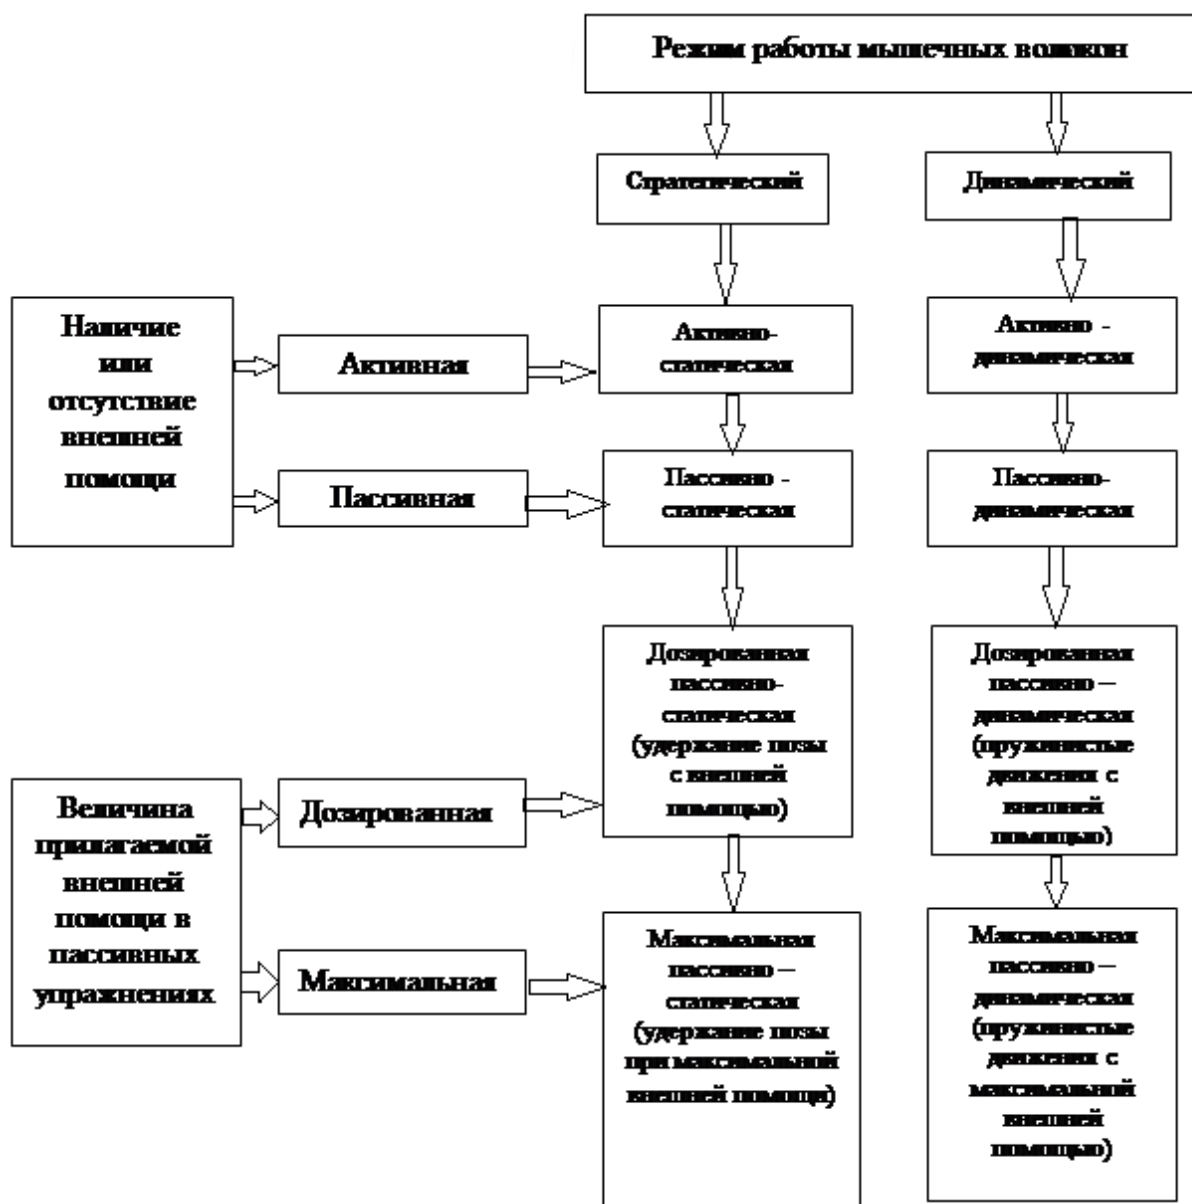 Режим работы мышечных волокон
Стратегический
Динамический
Наличие
или
отсутствие
внешней
помощи
Активная
Активно-
статическая
Активно -
динамическая
Пассивная
Пассивно -
статическая
Пассивно-
динамическая
Дозированная
пассивно-
статическая
(удержание позы
с внешней
помощью)
Дозированная
пассивно –
динамическая
(пружинистые
движения с
внешней
помощью)
Величина
прилагаемой
внешней
помощи в
пассивных
упражнениях
Дозированная
Максимальная
Максимальная
пассивно –
статическая
(удержание позы
при максимальной
внешней помощи)
Максимальная
пассивно –
динамическая
(пружинистые
движения с
максимальной
внешней
помощью)